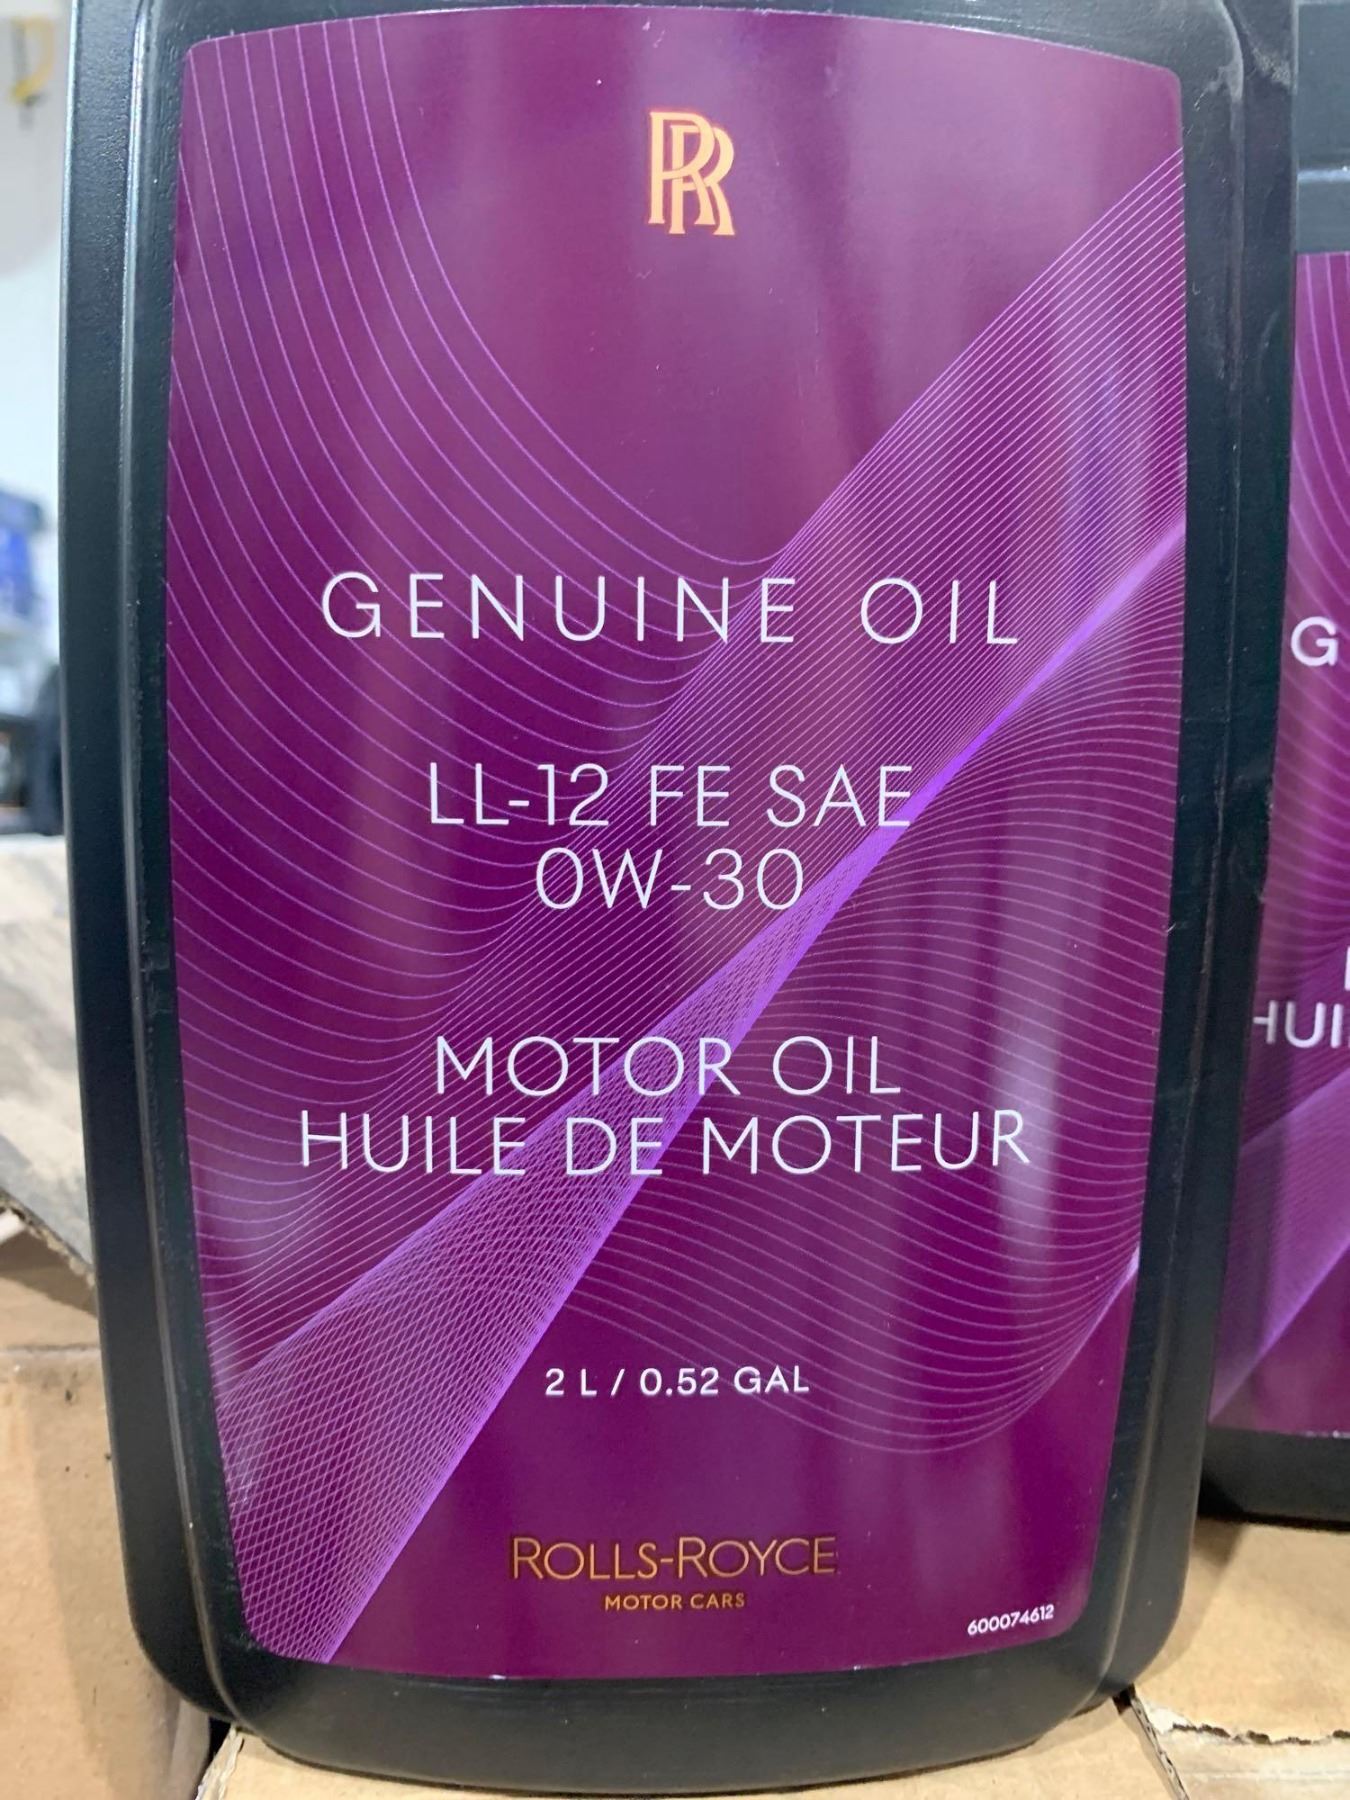 RR
GENUINE OIL
LL-12 FE SAE
0W-30
MOTOR OIL
HUILE DE MOTEUR
2 L / 0.52 GAL
ROLLS-ROYCE
MOTOR CARS
600074612
G
HUI